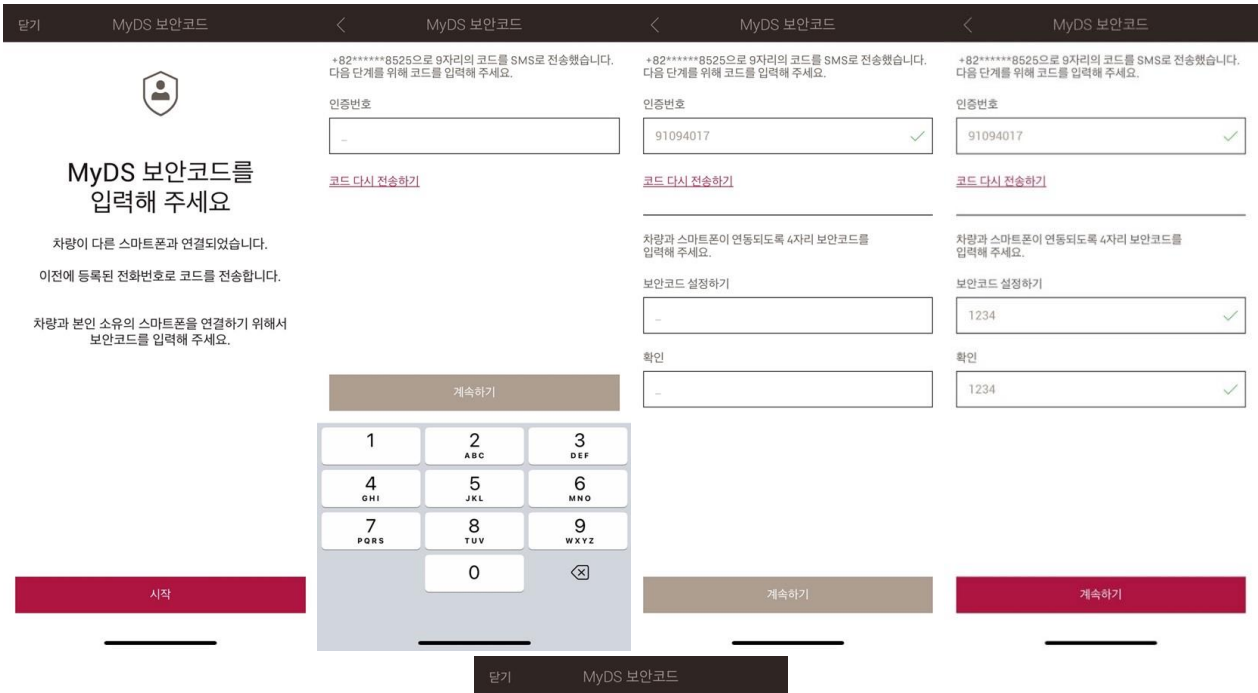 닫기
MyDS 보안코드
MyDS 보안코드를
입력해 주세요
차량이 다른 스마트폰과 연결되었습니다.
이전에 등록된 전화번호로 코드를 전송합니다.
차량과 본인 소유의 스마트폰을 연결하기 위해서
보안코드를 입력해 주세요.
시작
MyDS 보안코드
+82******8525으로 9자리의 코드를 SMS로 전송했습니다.
다음 단계를 위해 코드를 입력해 주세요.
인증번호
코드 다시 전송하기
계속하기
1
2
ABC
3
DEF
4
GHI
5
JKL
6
MNO
7
PQRS
8
TUV
9
WXYZ
0
MyDS 보안코드
+82******8525으로 9자리의 코드를 SMS로 전송했습니다.
다음 단계를 위해 코드를 입력해 주세요.
인증번호
91094017
코드 다시 전송하기
차량과 스마트폰이 연동되도록 4자리 보안코드를
입력해 주세요.
보안코드 설정하기
확인
계속하기
MyDS 보안코드
+82******8525으로 9자리의 코드를 SMS로 전송했습니다.
다음 단계를 위해 코드를 입력해 주세요.
인증번호
91094017
코드 다시 전송하기
차량과 스마트폰이 연동되도록 4자리 보안코드를
입력해 주세요.
보안코드 설정하기
1234
확인
1234
계속하기
닫기
MyDS 보안코드